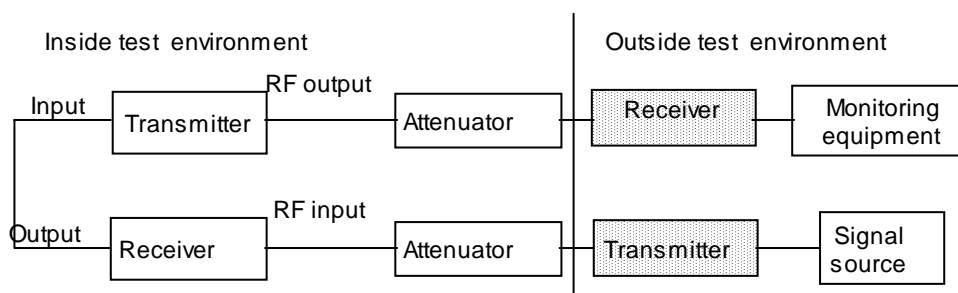 Inside test environment
Outside test environment
RF output
Input
Transmitter
Attenuator
Receiver
Monitoring
equipment
RF input
Output
Receiver
Attenuator
Transmitter
Signal
source